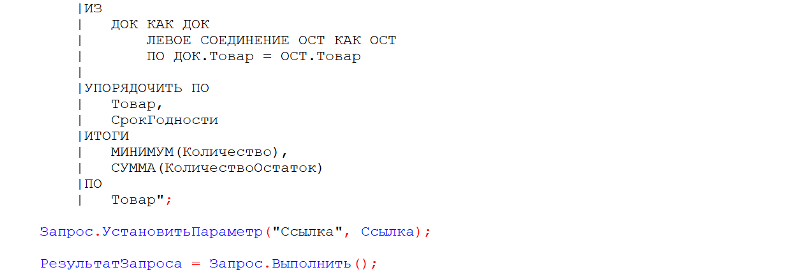 |ИЗ
|   ДОК КАК ДОК
|       ЛЕВОЕ СОЕДИНЕНИЕ ОСТ КАК ОСТ
|       ПО ДОК.Товар = ОСТ.Товар
|
|УПОРЯДОЧИТЬ ПО
|   Товар,
|   СрокГодности
|ИТОГИ
|   МИНИМУМ(Количество),
|   СУММА(КоличествоОстаток)
|ПО
|   Товар";
Запрос.УстановитьПараметр("Ссылка", Ссылка);
РезультатЗапроса = Запрос.Выполнить();